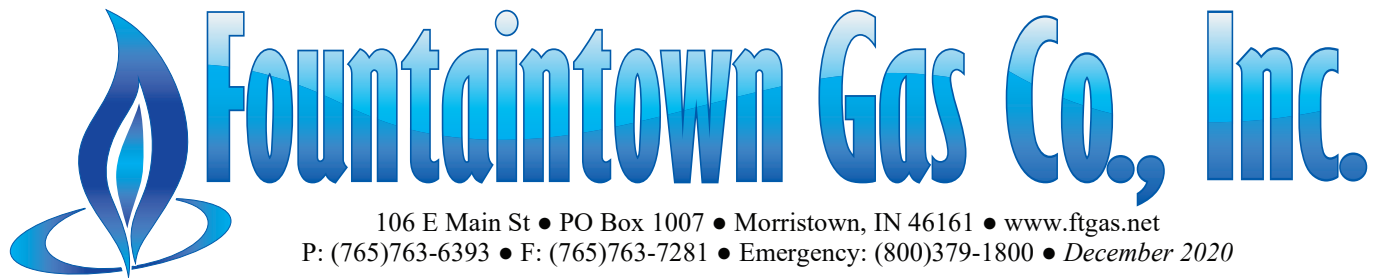 Fountaintown Gas Co., Inc.
106 E Main St ● PO Box 1007 ● Morristown, IN 46161 ● www.ftgas.net
P: (765)763-6393 ● F: (765)763-7281 ● Emergency: (800)379-1800 ● December 2020